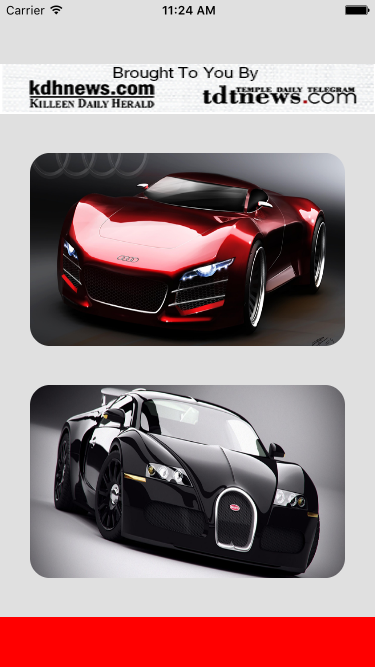 Carrier 11:24 AM
Brought To You By
kdhnews.com
KILLEEN DAILY HERALD
TEMPLE DAILY TELEGRAM
tdtnews.com